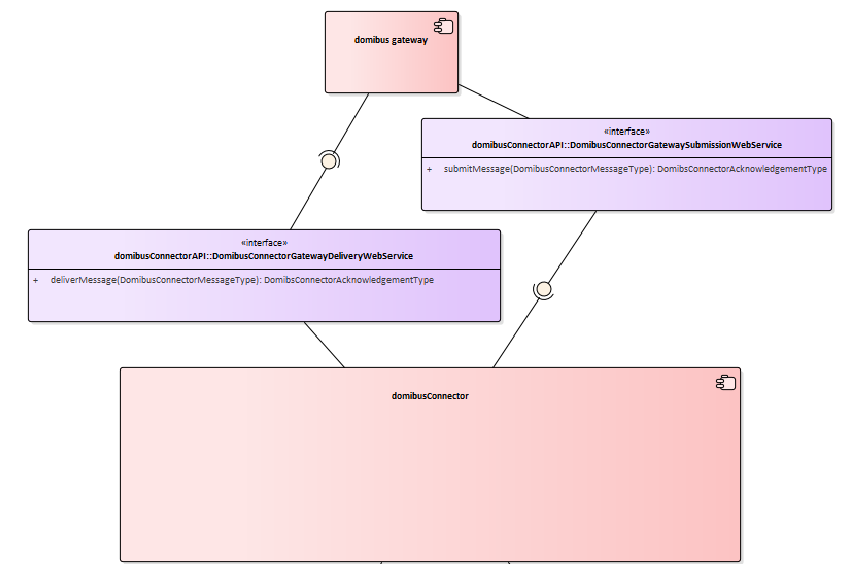 domibus gateway
«interface»
domibusConnectorAPI::DomibusConnectorGatewaySubmissionWebService
+ submitMessage(DomibusConnectorMessageType): DomibsConnectorAcknowledgementType
«interface»
domibusConnectorAPI::DomibusConnectorGatewayDeliveryWebService
+ deliverMessage(DomibusConnectorMessageType): DomibsConnectorAcknowledgementType
domibusConnector